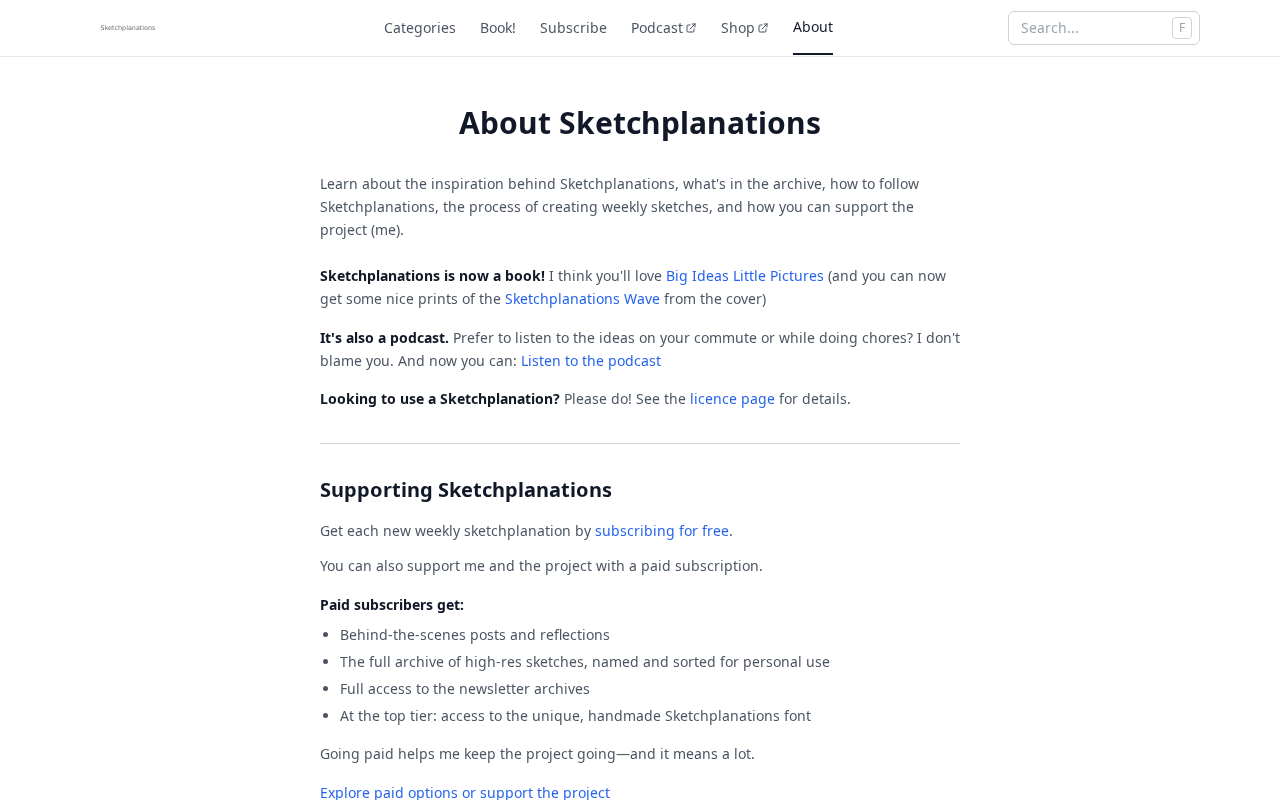 Sketchplanations
Categories
Book!
Subscribe
Podcast
Shop
About
Search...
F
About Sketchplanations
Learn about the inspiration behind Sketchplanations, what's in the archive, how to follow
Sketchplanations, the process of creating weekly sketches, and how you can support the
project (me).
Sketchplanations is now a book! I think you'll love Big Ideas Little Pictures (and you can now
get some nice prints of the Sketchplanations Wave from the cover)
It's also a podcast. Prefer to listen to the ideas on your commute or while doing chores? I don't
blame you. And now you can: Listen to the podcast
Looking to use a Sketchplanation? Please do! See the licence page for details.
Supporting Sketchplanations
Get each new weekly sketchplanation by subscribing for free.
You can also support me and the project with a paid subscription.
Paid subscribers get:
Behind-the-scenes posts and reflections
The full archive of high-res sketches, named and sorted for personal use
Full access to the newsletter archives
At the top tier: access to the unique, handmade Sketchplanations font
Going paid helps me keep the project going—and it means a lot.
Explore paid options or support the project